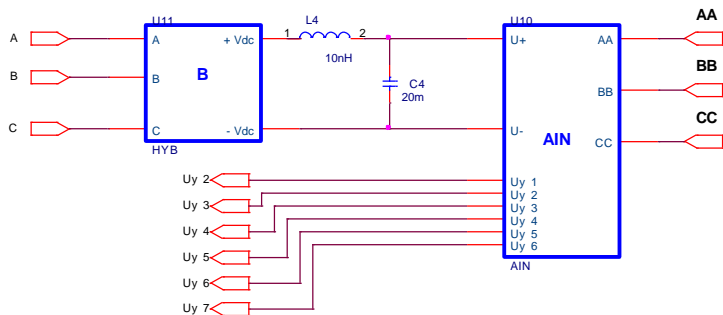 U11
L4
U10
AA
A
A
+ Vdc
1
2
U+
AA
10nH
BB
B
B
B
C4
20m
BB
CC
C
C
- Vdc
U-
AIN
CC
HYB
Uy 2
Uy 1
Uy 3
Uy 2
Uy 4
Uy 3
Uy 5
Uy 4
Uy 6
Uy 5
Uy 7
Uy 6
AIN